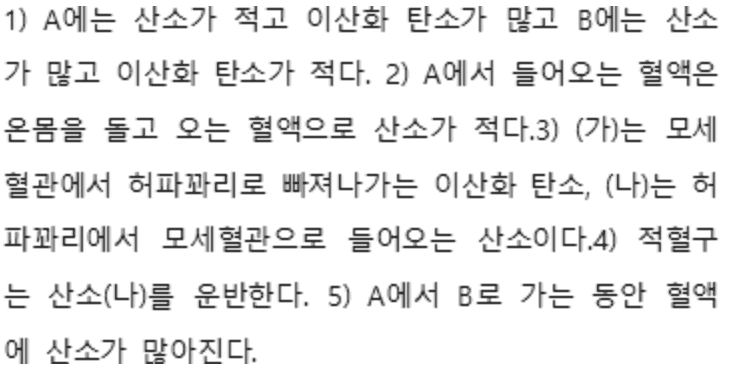 1) A에는 산소가 적고 이산화 탄소가 많고 B에는 산소
가 많고 이산화 탄소가 적다. 2) A에서 들어오는 혈액은
온몸을 돌고 오는 혈액으로 산소가 적다.3) (가)는 모세
혈관에서 허파꽈리로 빠져나가는 이산화 탄소, (나)는 허
파꽈리에서 모세혈관으로 들어오는 산소이다.4) 적혈구
는 산소(나)를 운반한다. 5) A에서 B로 가는 동안 혈액
에 산소가 많아진다.